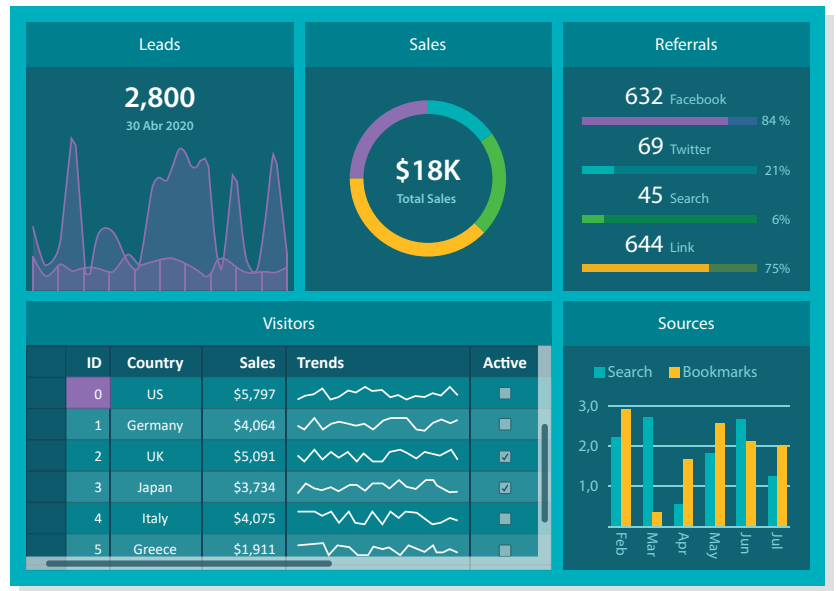 Leads
2,800
30 Abr 2020
Sales
$18K
Total Sales
Referrals
632 Facebook
84 %
69 Twitter
21%
45 Search
6%
644 Link
75%
Visitors
ID Country Sales Trends Active
0 US $5,797
1 Germany $4,064
2 UK $5,091
3 Japan $3,734
4 Italy $4,075
5 Greece $1,911
Sources
Search Bookmarks
3,0
2,0
1,0
Feb Mar Apr May Jun Jul